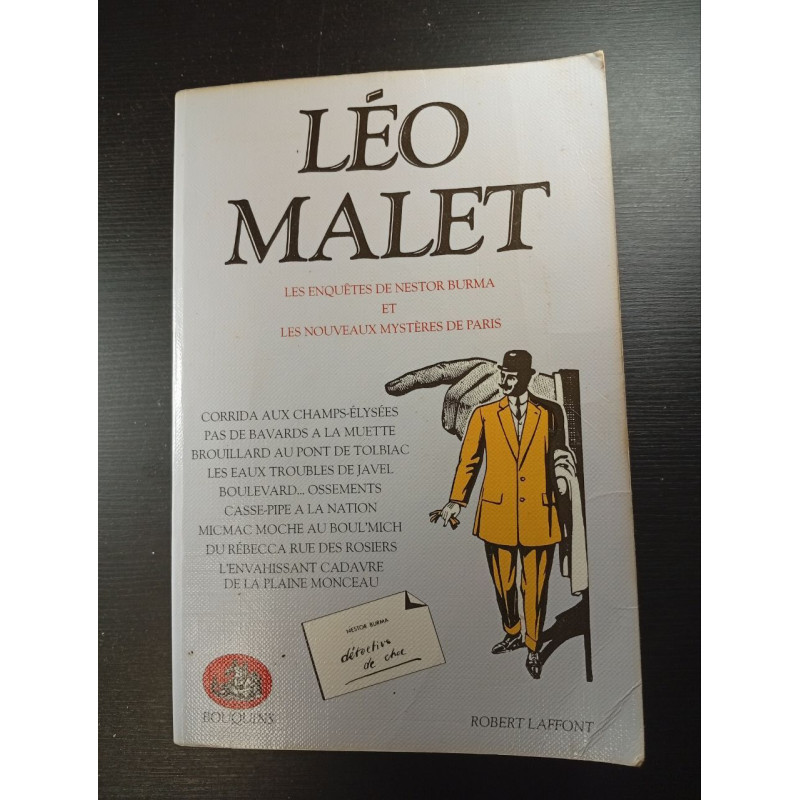 LÉO
MALET
LES ENQUÊTES DE NESTOR BURMA
ET
LES NOUVEAUX MYSTÈRES DE PARIS
CORRIDA AUX CHAMPS-ÉLYSÉES
PAS DE BAVARDS A LA MUETTE
BROUILLARD AU PONT DE TOLBIAC
LES EAUX TROUBLES DE JAVEL
BOULEVARD... OSSEMENTS
CASSE-PIPE A LA NATION
MICMAC MOCHE AU BOUL'MICH
DU RÉBECCA RUE DES ROSIERS
L'ENVAHISSANT CADAVRE
DE LA PLAINE MONCEAU
NESTOR BURMA
détective
de choc
BOUQUINS
ROBERT LAFFONT